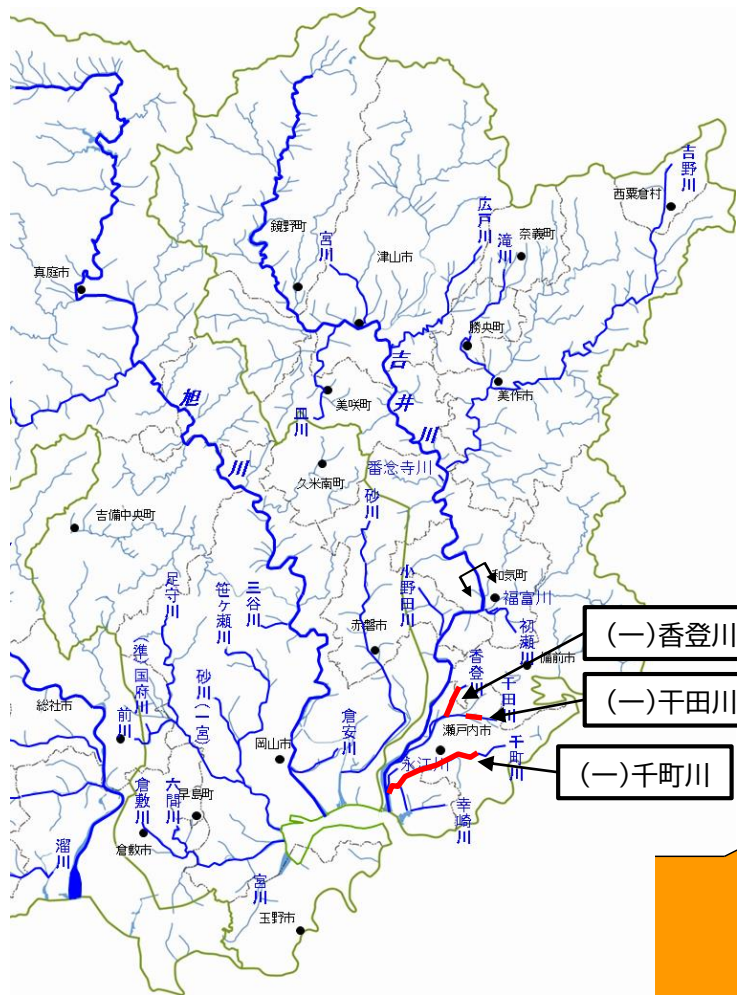 吉野川
西粟倉村
広戸川
滝川
奈義町
鏡野町
宮川
津山市
真庭市
勝央町
吉井川
美作市
旭川
皿川
美咲町
番念寺川
久米南町
砂川
吉備中央町
足守川
笹ヶ瀬川
三谷川
小野田川
和気町
福富川
初瀬川
(一)香登川
赤磐市
香登川
備前市
(準)国府川
砂川(一宮)
総社市
前川
干田川
(一)干田川
倉安川
岡山市
瀬戸内市
千町川
永江川
(一)千町川
倉敷川
六間川
早島町
幸崎川
倉敷市
溜川
宮川
玉野市